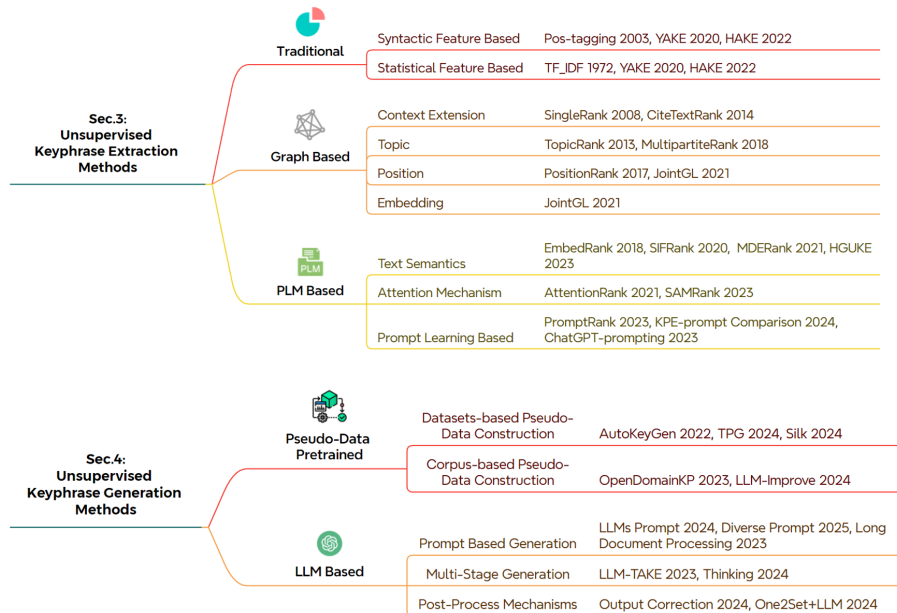 Sec.3:
Unsupervised
Keyphrase Extraction
Methods
Traditional
Syntactic Feature Based
Pos-tagging 2003, YAKE 2020, HAKE 2022
Statistical Feature Based
TF_IDF 1972, YAKE 2020, HAKE 2022
Graph Based
Context Extension
SingleRank 2008, CiteTextRank 2014
Topic
TopicRank 2013, MultipartiteRank 2018
Position
PositionRank 2017, JointGL 2021
Embedding
JointGL 2021
PLM
PLM Based
Text Semantics
EmbedRank 2018, SIFRank 2020, MDERank 2021, HGUKE
2023
Attention Mechanism
AttentionRank 2021, SAMRank 2023
Prompt Learning Based
PromptRank 2023, KPE-prompt Comparison 2024,
ChatGPT-prompting 2023
Sec.4:
Unsupervised
Keyphrase Generation
Methods
Pseudo-Data
Pretrained
Datasets-based Pseudo-
Data Construction
AutoKeyGen 2022, TPG 2024, Silk 2024
Corpus-based Pseudo-
Data Construction
OpenDomainKP 2023, LLM-Improve 2024
LLM Based
Prompt Based Generation
LLMs Prompt 2024, Diverse Prompt 2025, Long
Document Processing 2023
Multi-Stage Generation
LLM-TAKE 2023, Thinking 2024
Post-Process Mechanisms
Output Correction 2024, One2Set+LLM 2024